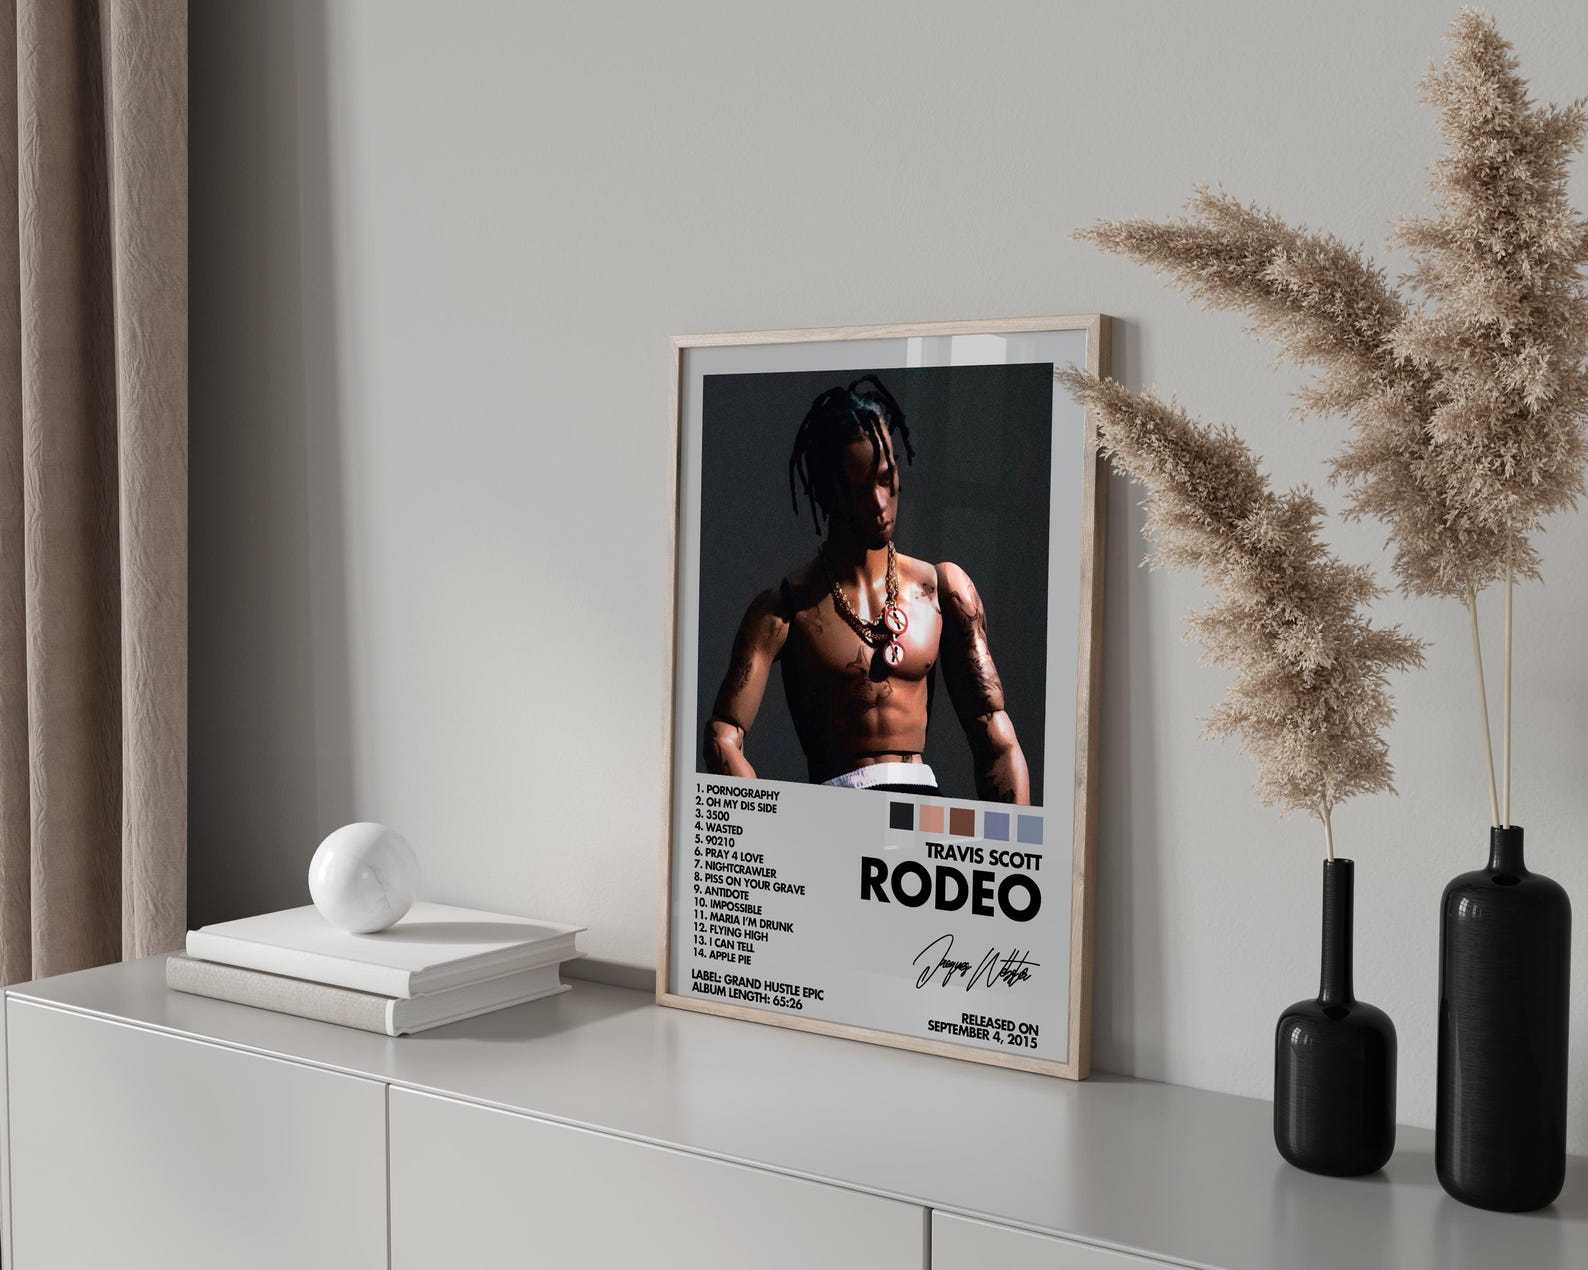 1. PORNOGRAPHY
2. OH MY DIS SIDE
3. 3500
4. WASTED
5. 90210
6. PRAY 4 LOVE
7. NIGHTCRAWLER
8. PISS ON YOUR GRAVE
9. ANTIDOTE
10. IMPOSSIBLE
11. MARIA I'M DRUNK
12. FLYING HIGH
13. I CAN TELL
14. APPLE PIE
LABEL: GRAND HUSTLE EPIC
ALBUM LENGTH: 65:26
TRAVIS SCOTT
RODEO
Jacques Webster
RELEASED ON
SEPTEMBER 4, 2015